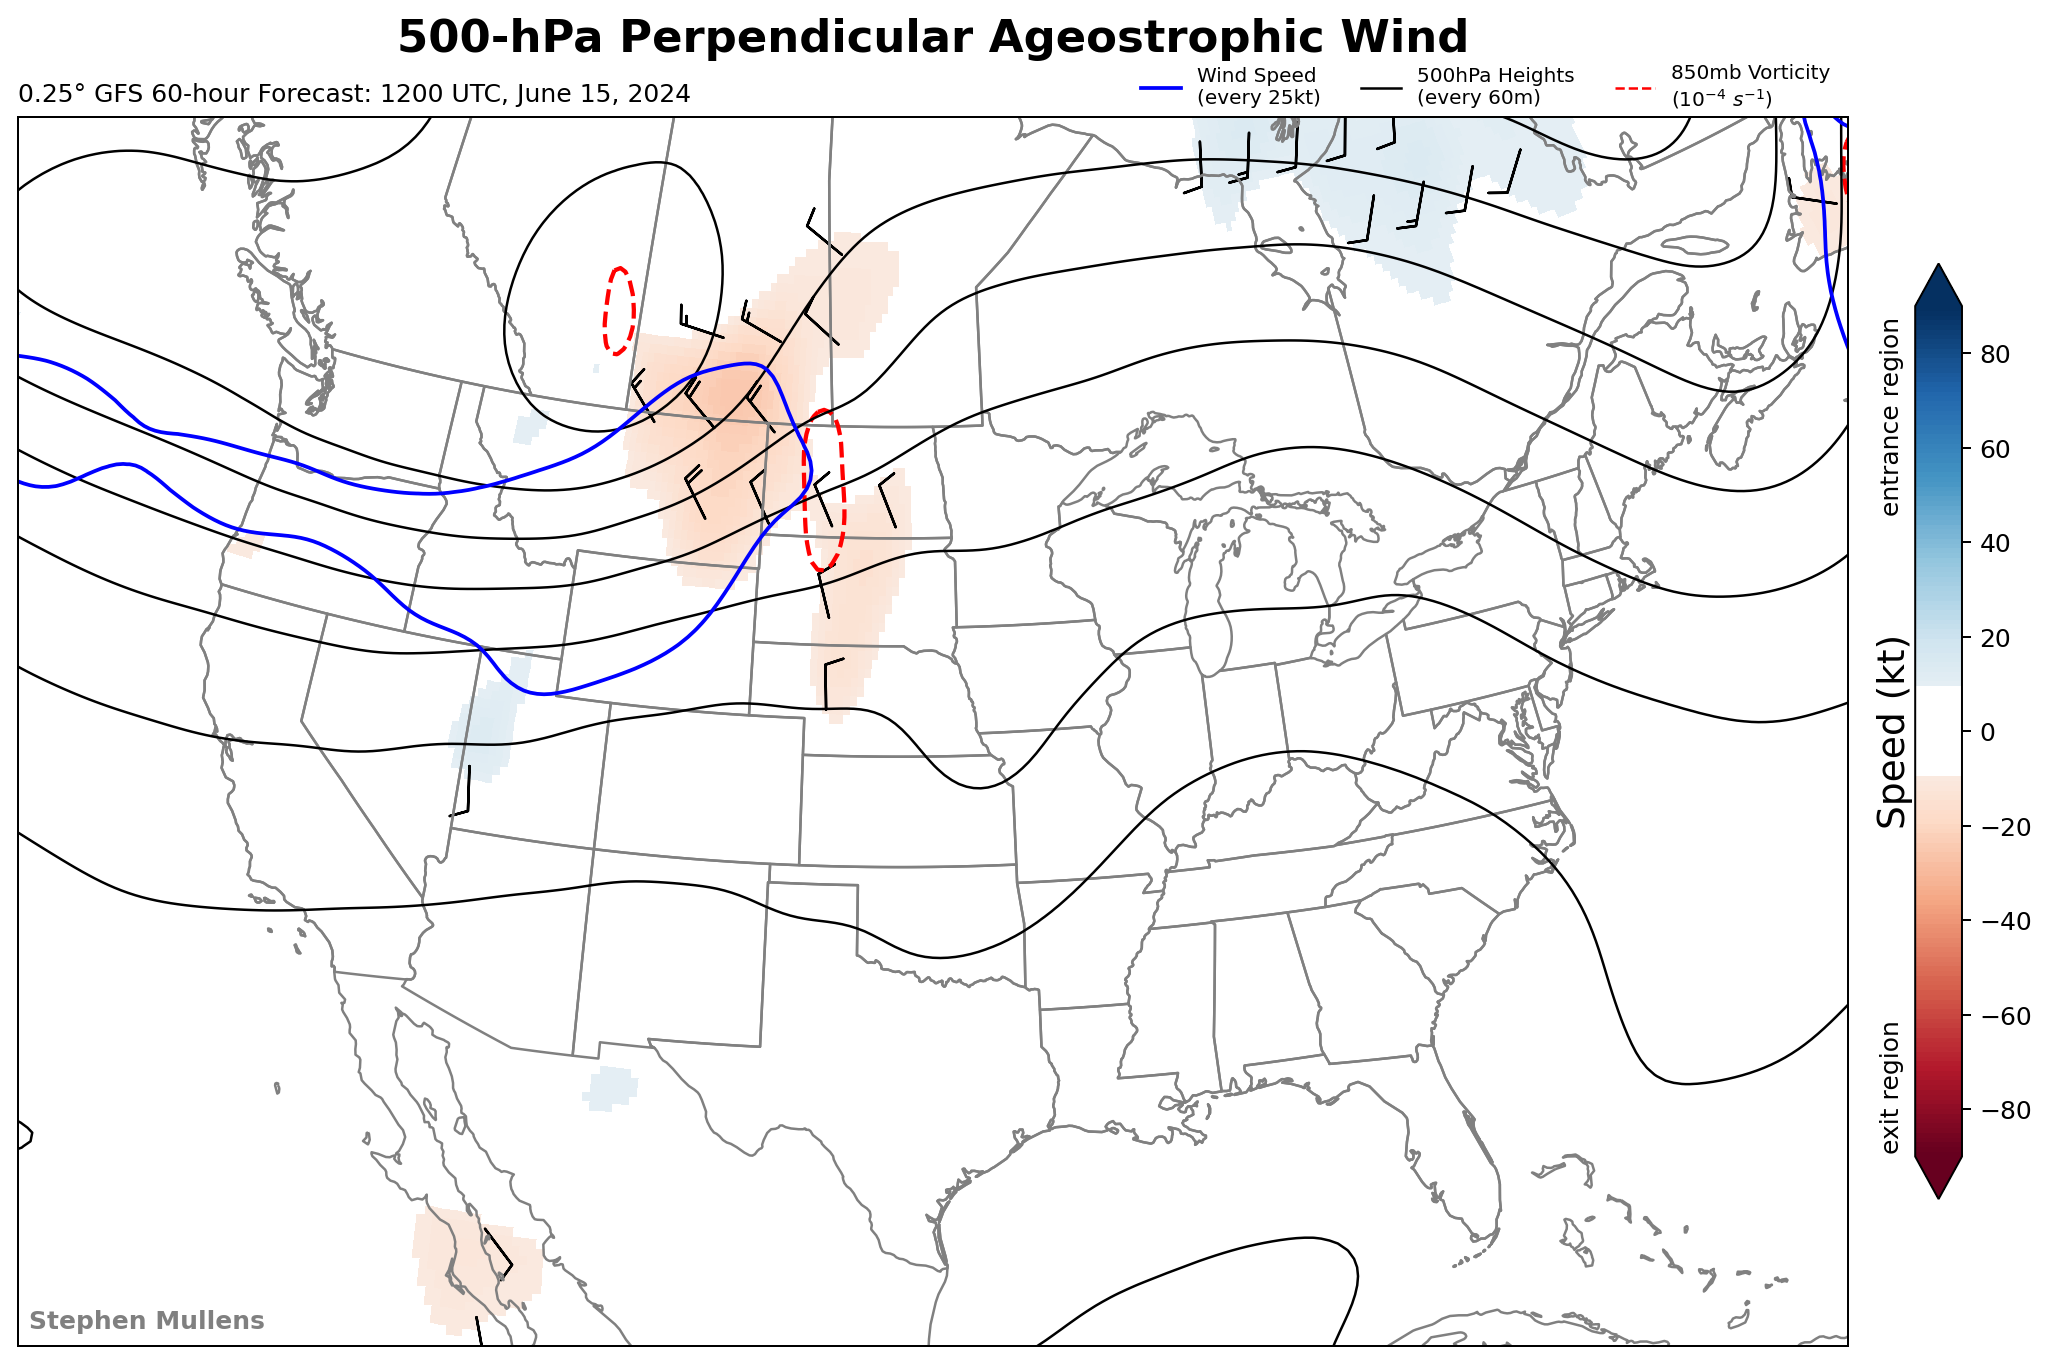 500-hPa Perpendicular Ageostrophic Wind
0.25° GFS 60-hour Forecast: 1200 UTC, June 15, 2024
Wind Speed
(every 25kt)
500hPa Heights
(every 60m)
850mb Vorticity
(10⁻⁴ s⁻¹)
entrance region
Speed (kt)
exit region
80
60
40
20
0
−20
−40
−60
−80
Stephen Mullens